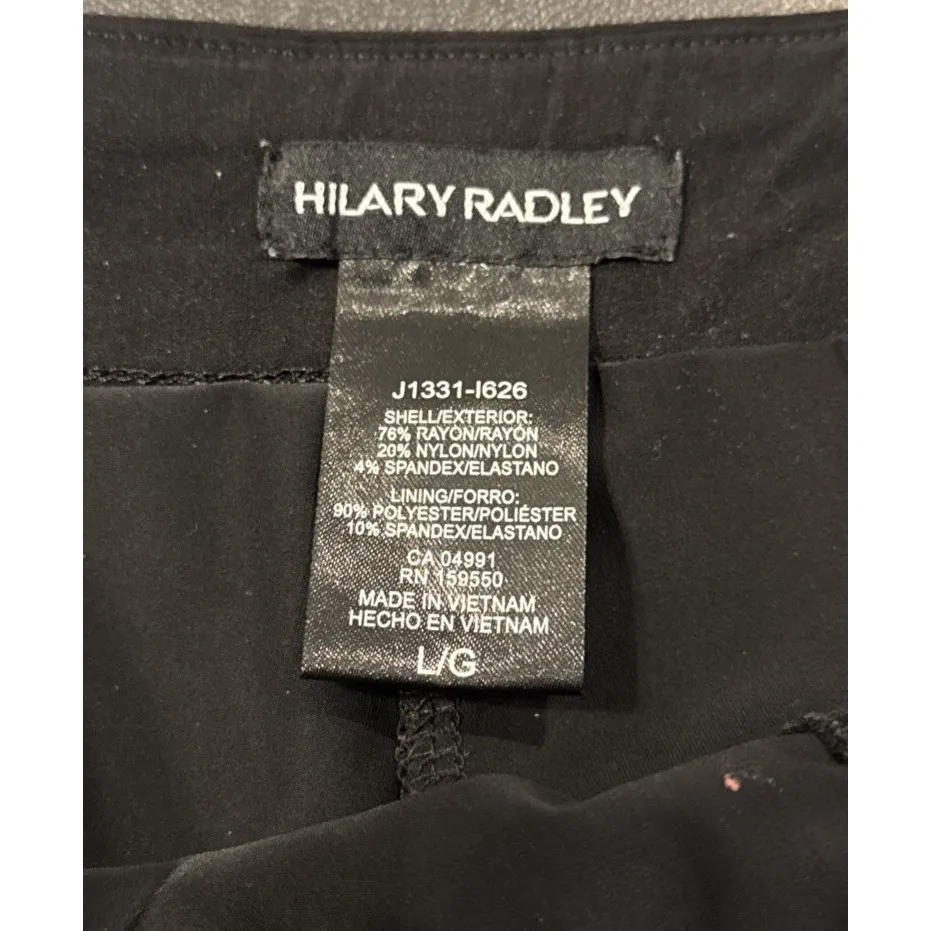 HILARY RADLEY
J1331-I626
SHELL/EXTERIOR:
76% RAYON/RAYÓN
20% NYLON/NYLON
4% SPANDEX/ELASTANO
LINING/FORRO:
90% POLYESTER/POLIÉSTER
10% SPANDEX/ELASTANO
CA 04991
RN 159550
MADE IN VIETNAM
HECHO EN VIETNAM
L/G